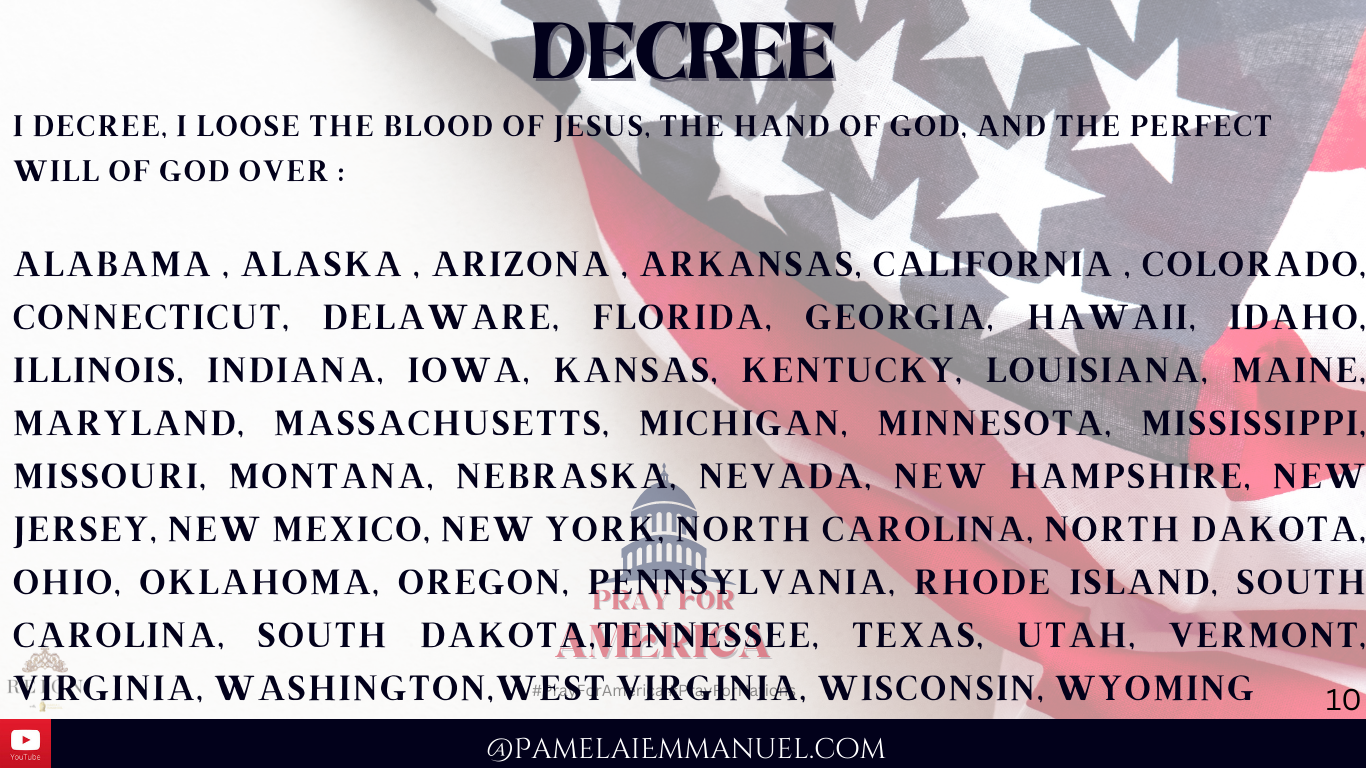 DECREE
I DECREE, I LOOSE THE BLOOD OF JESUS, THE HAND OF GOD, AND THE PERFECT
WILL OF GOD OVER :
ALABAMA , ALASKA , ARIZONA , ARKANSAS, CALIFORNIA , COLORADO,
CONNECTICUT, DELAWARE, FLORIDA, GEORGIA, HAWAII, IDAHO,
ILLINOIS, INDIANA, IOWA, KANSAS, KENTUCKY, LOUISIANA, MAINE,
MARYLAND, MASSACHUSETTS, MICHIGAN, MINNESOTA, MISSISSIPPI,
MISSOURI, MONTANA, NEBRASKA, NEVADA, NEW HAMPSHIRE, NEW
JERSEY, NEW MEXICO, NEW YORK, NORTH CAROLINA, NORTH DAKOTA,
OHIO, OKLAHOMA, OREGON, PENNSYLVANIA, RHODE ISLAND, SOUTH
PRAY FOR
CAROLINA, SOUTH DAKOTA,TENNESSEE, TEXAS, UTAH, VERMONT,
AMERICA
VIRGINIA, WASHINGTON,WEST VIRGINIA, WISCONSIN, WYOMING
#PrayForAmerica #PrayForNations
10
YouTube
@PAMELAIEMMANUEL.COM